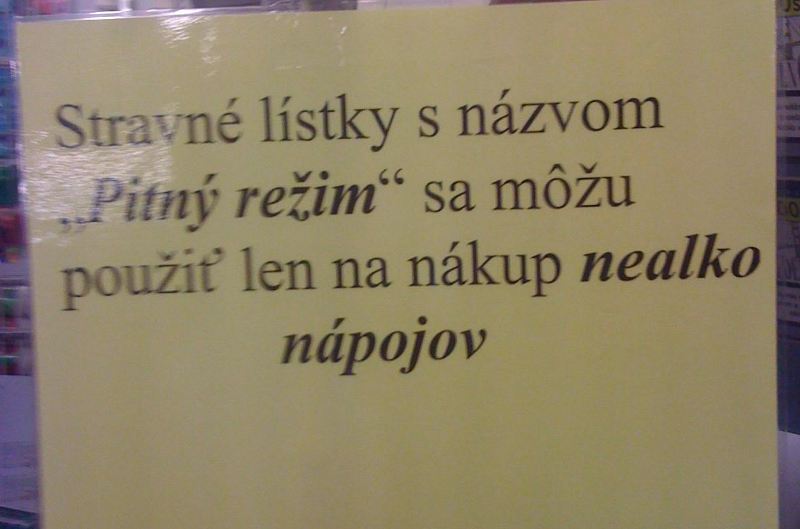 Stravné lístky s názvom
„Pitný režim“ sa môžu
použiť len na nákup nealko
nápojov